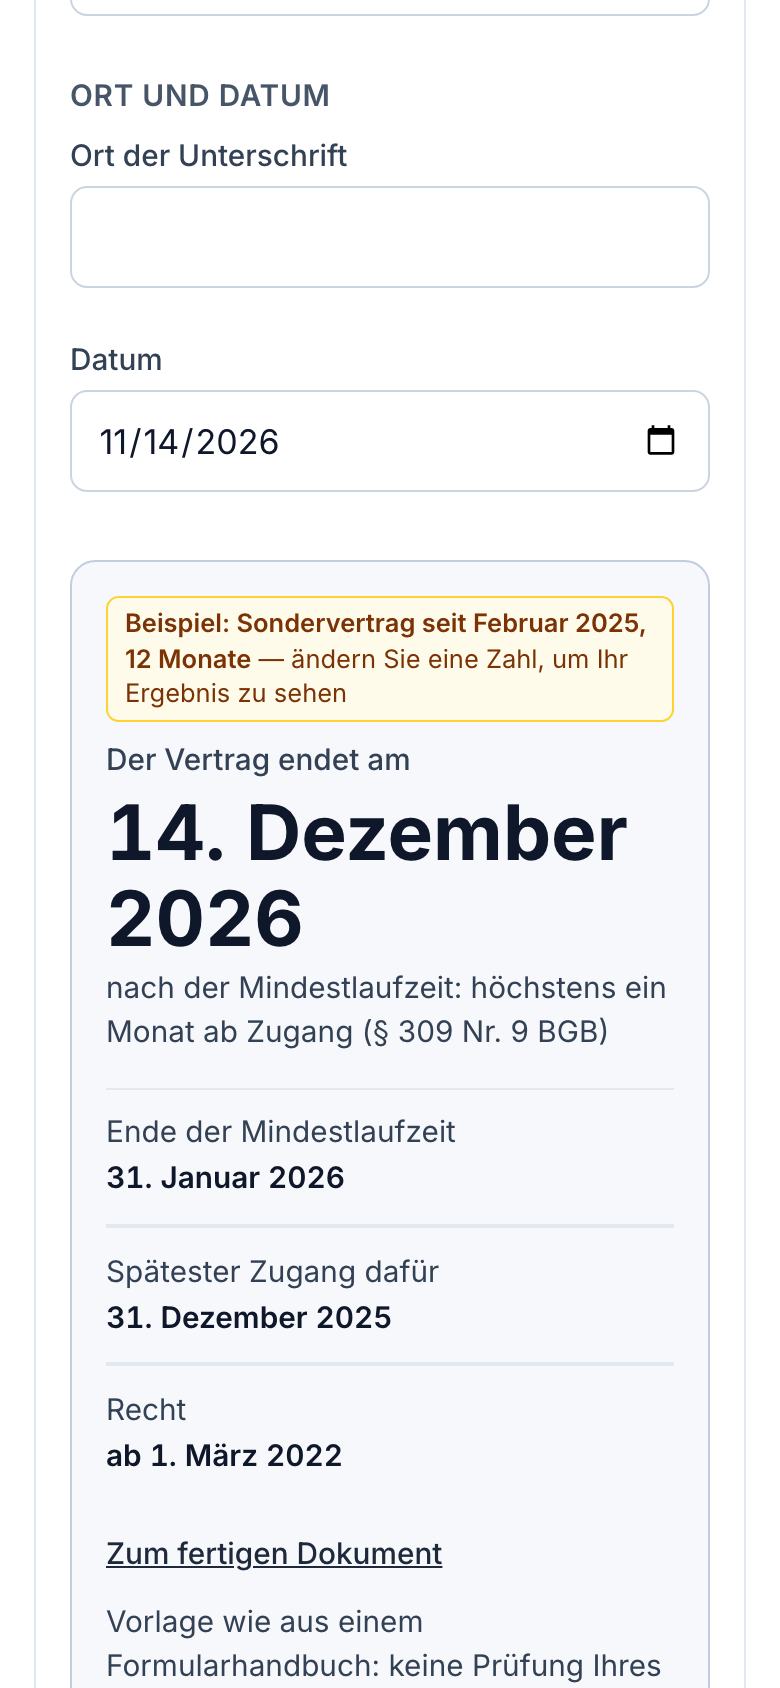 ORT UND DATUM
Ort der Unterschrift
Datum
11/14/2026
Beispiel: Sondervertrag seit Februar 2025,
12 Monate — ändern Sie eine Zahl, um Ihr
Ergebnis zu sehen
Der Vertrag endet am
14. Dezember
2026
nach der Mindestlaufzeit: höchstens ein
Monat ab Zugang (§ 309 Nr. 9 BGB)
Ende der Mindestlaufzeit
31. Januar 2026
Spätester Zugang dafür
31. Dezember 2025
Recht
ab 1. März 2022
Zum fertigen Dokument
Vorlage wie aus einem
Formularhandbuch: keine Prüfung Ihres